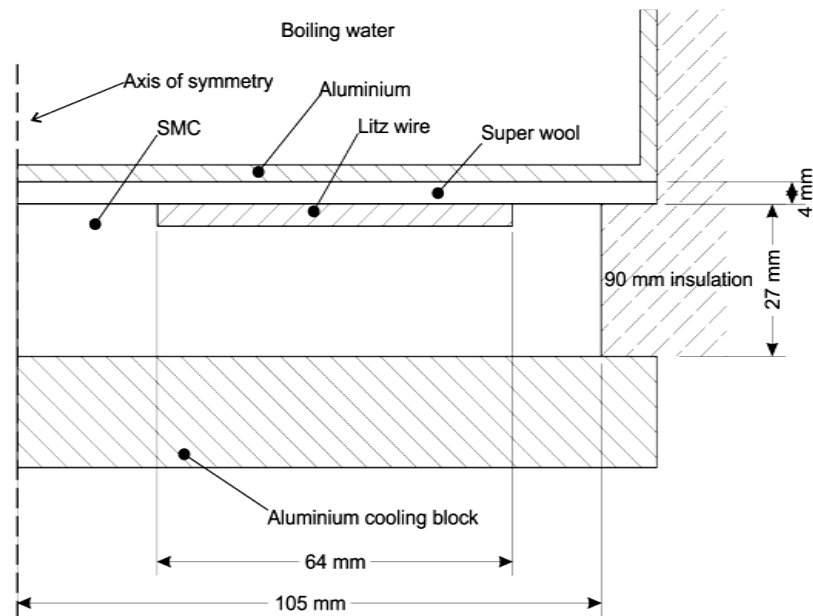 Boiling water
Axis of symmetry
Aluminium
SMC
Litz wire
Super wool
4 mm
90 mm insulation
27 mm
Aluminium cooling block
64 mm
105 mm